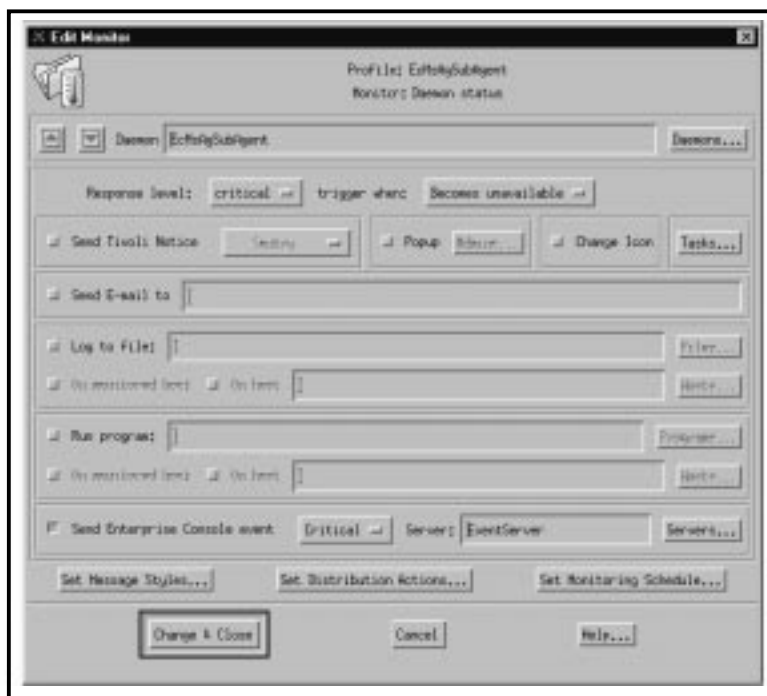 Edit Monitor
Profile: EcMsAgSubAgent
Monitor: Daemon status
Daemon EcMsAgSubAgent Daemons...
Response level: critical trigger when: Becomes unavailable
Send Tivoli Notice Sentry Popup Change Icon Tasks...
Send E-mail to
Log to file: Files...
On monitored host On host Hosts...
Run program: Programs...
On monitored host On host Hosts...
Send Enterprise Console event Critical Server: EventServer Servers...
Set Message Styles... Set Distribution Actions... Set Monitoring Schedule...
Change & Close Cancel Help...